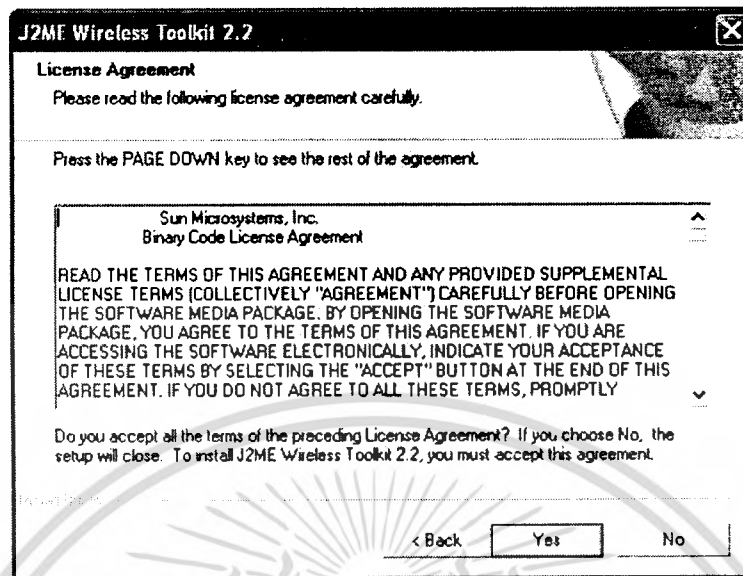 J2ME Wireless Toolkit 2.2
License Agreement
Please read the following license agreement carefully.
Press the PAGE DOWN key to see the rest of the agreement.
Sun Microsystems, Inc.
Binary Code License Agreement
READ THE TERMS OF THIS AGREEMENT AND ANY PROVIDED SUPPLEMENTAL
LICENSE TERMS (COLLECTIVELY "AGREEMENT") CAREFULLY BEFORE OPENING
THE SOFTWARE MEDIA PACKAGE. BY OPENING THE SOFTWARE MEDIA
PACKAGE, YOU AGREE TO THE TERMS OF THIS AGREEMENT. IF YOU ARE
ACCESSING THE SOFTWARE ELECTRONICALLY, INDICATE YOUR ACCEPTANCE
OF THESE TERMS BY SELECTING THE "ACCEPT" BUTTON AT THE END OF THIS
AGREEMENT. IF YOU DO NOT AGREE TO ALL THESE TERMS, PROMPTLY
Do you accept all the terms of the preceding License Agreement? If you choose No, the
setup will close. To install J2ME Wireless Toolkit 2.2, you must accept this agreement.
< Back Yes No